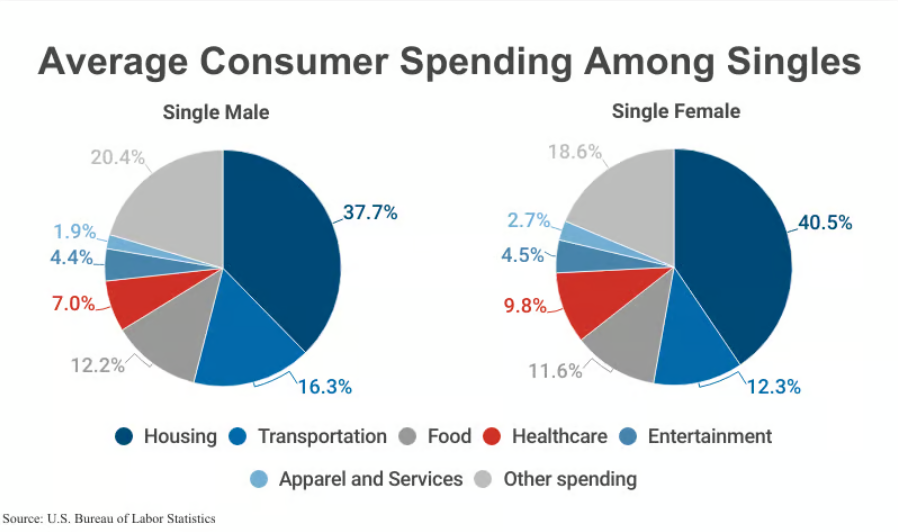 Average Consumer Spending Among Singles
Single Male
Single Female
20.4%
37.7%
1.9%
4.4%
7.0%
12.2%
16.3%
18.6%
40.5%
2.7%
4.5%
9.8%
11.6%
12.3%
Housing Transportation Food Healthcare Entertainment
Apparel and Services Other spending
Source: U.S. Bureau of Labor Statistics